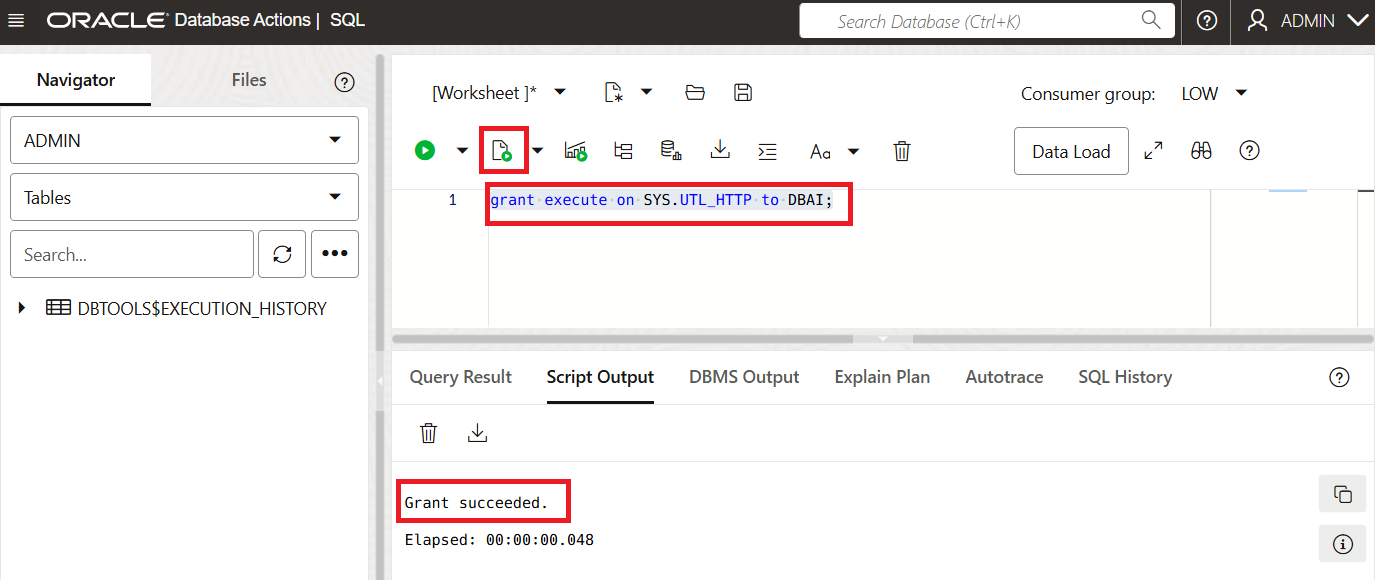 ORACLE Database Actions | SQL
Search Database (Ctrl+K)
ADMIN
Navigator
Files
[Worksheet ]*
Consumer group:
LOW
ADMIN
Aa
Data Load
Tables
1
grant execute on SYS.UTL_HTTP to DBAI;
Search...
DBTOOLS$EXECUTION_HISTORY
Query Result
Script Output
DBMS Output
Explain Plan
Autotrace
SQL History
Grant succeeded.
Elapsed: 00:00:00.048